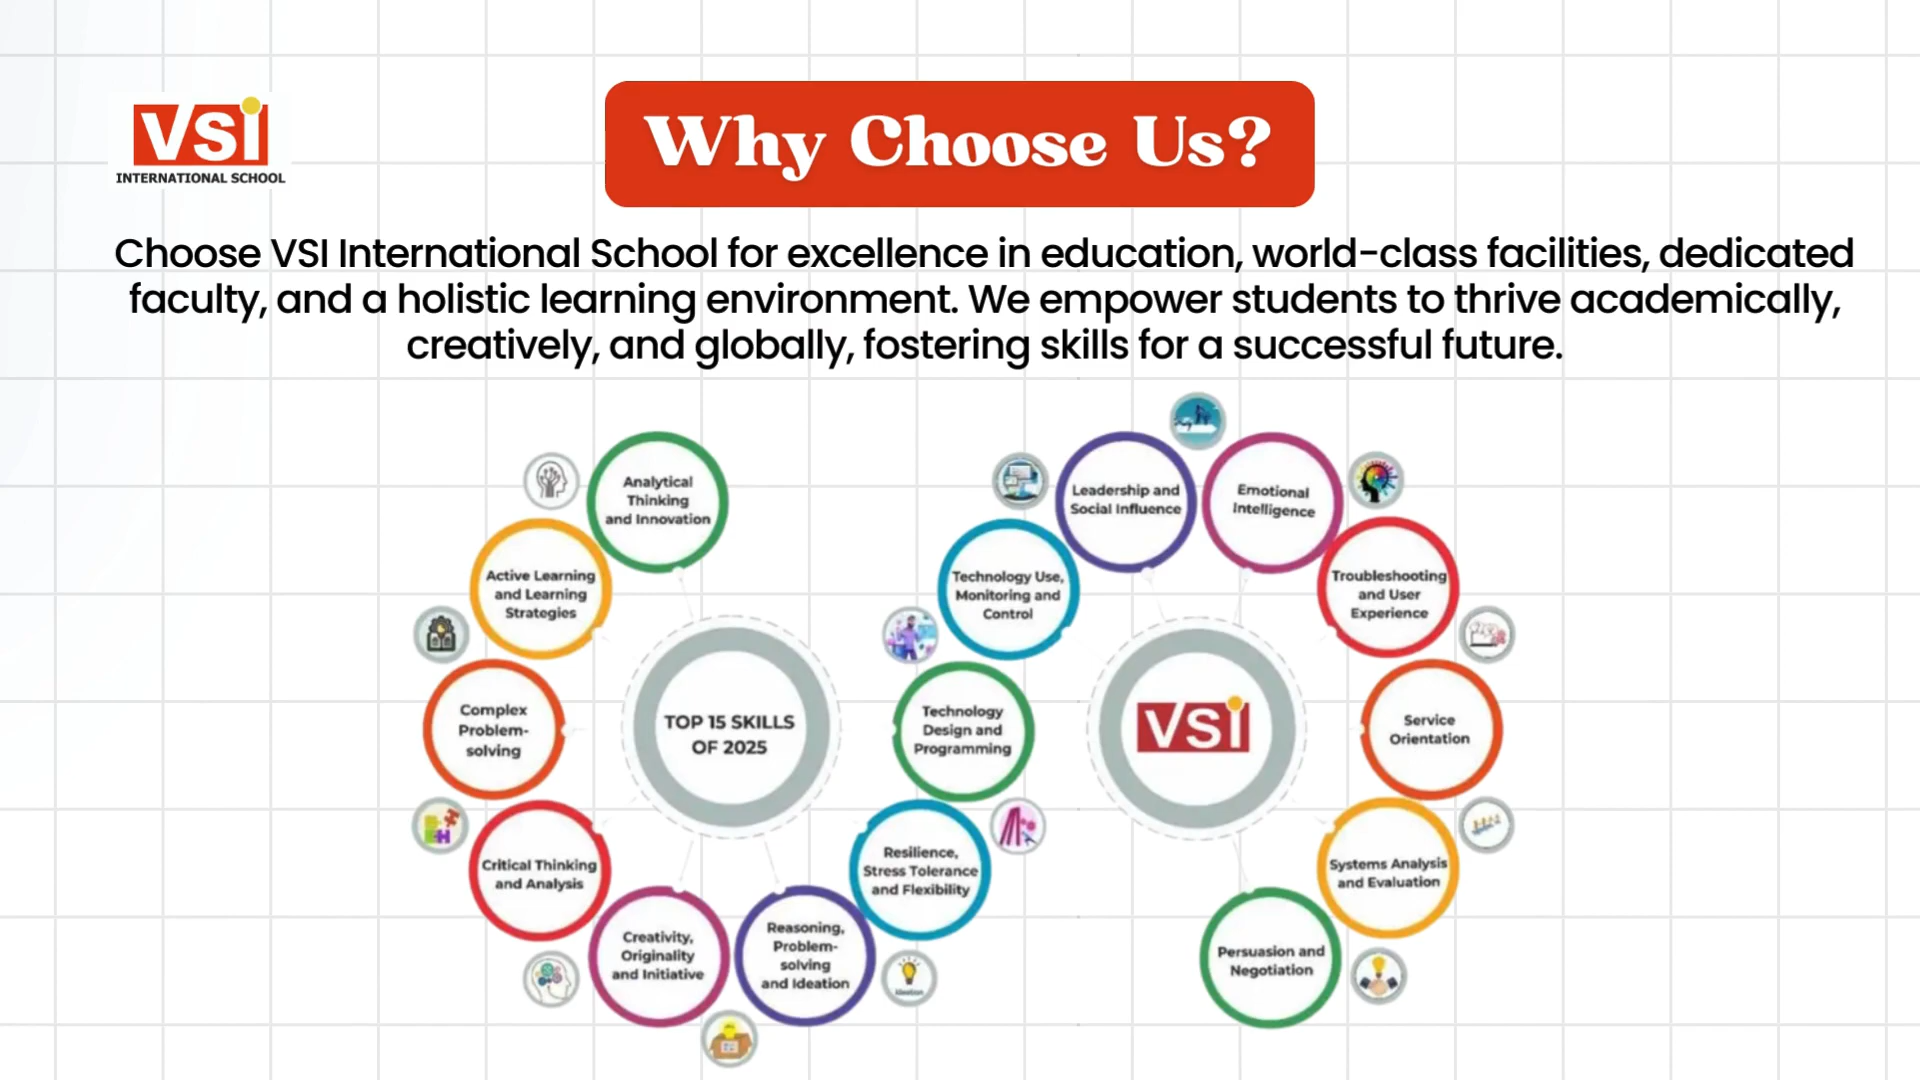 VSI
INTERNATIONAL SCHOOL
Why Choose Us?
Choose VSI International School for excellence in education, world-class facilities, dedicated
faculty, and a holistic learning environment. We empower students to thrive academically,
creatively, and globally, fostering skills for a successful future.
Analytical
Thinking
and Innovation
Active Learning
and Learning
Strategies
Complex
Problem-
solving
Critical Thinking
and Analysis
Creativity,
Originality
and Initiative
Reasoning,
Problem-
solving
and Ideation
Ideation
TOP 15 SKILLS
OF 2025
Resilience,
Stress Tolerance
and Flexibility
Technology
Design and
Programming
Technology Use,
Monitoring and
Control
Leadership and
Social Influence
Emotional
Intelligence
Troubleshooting
and User
Experience
Service
Orientation
Systems Analysis
and Evaluation
Persuasion and
Negotiation
VSI